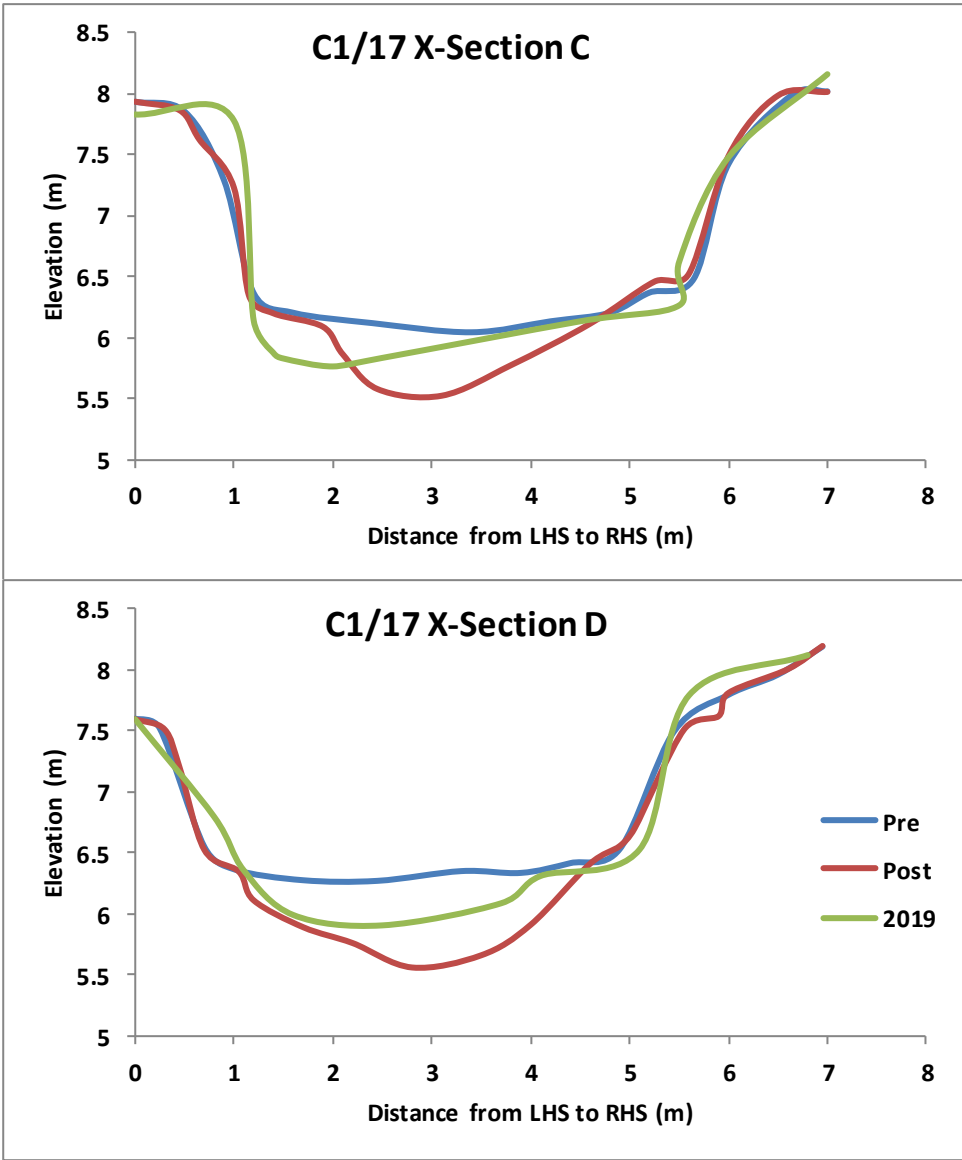 C1/17 X-Section C
8.5
8
7.5
7
6.5
6
5.5
5
Elevation (m)
0 1 2 3 4 5 6 7 8
Distance from LHS to RHS (m)
C1/17 X-Section D
8.5
8
7.5
7
6.5
6
5.5
5
Elevation (m)
Pre
Post
2019
0 1 2 3 4 5 6 7 8
Distance from LHS to RHS (m)